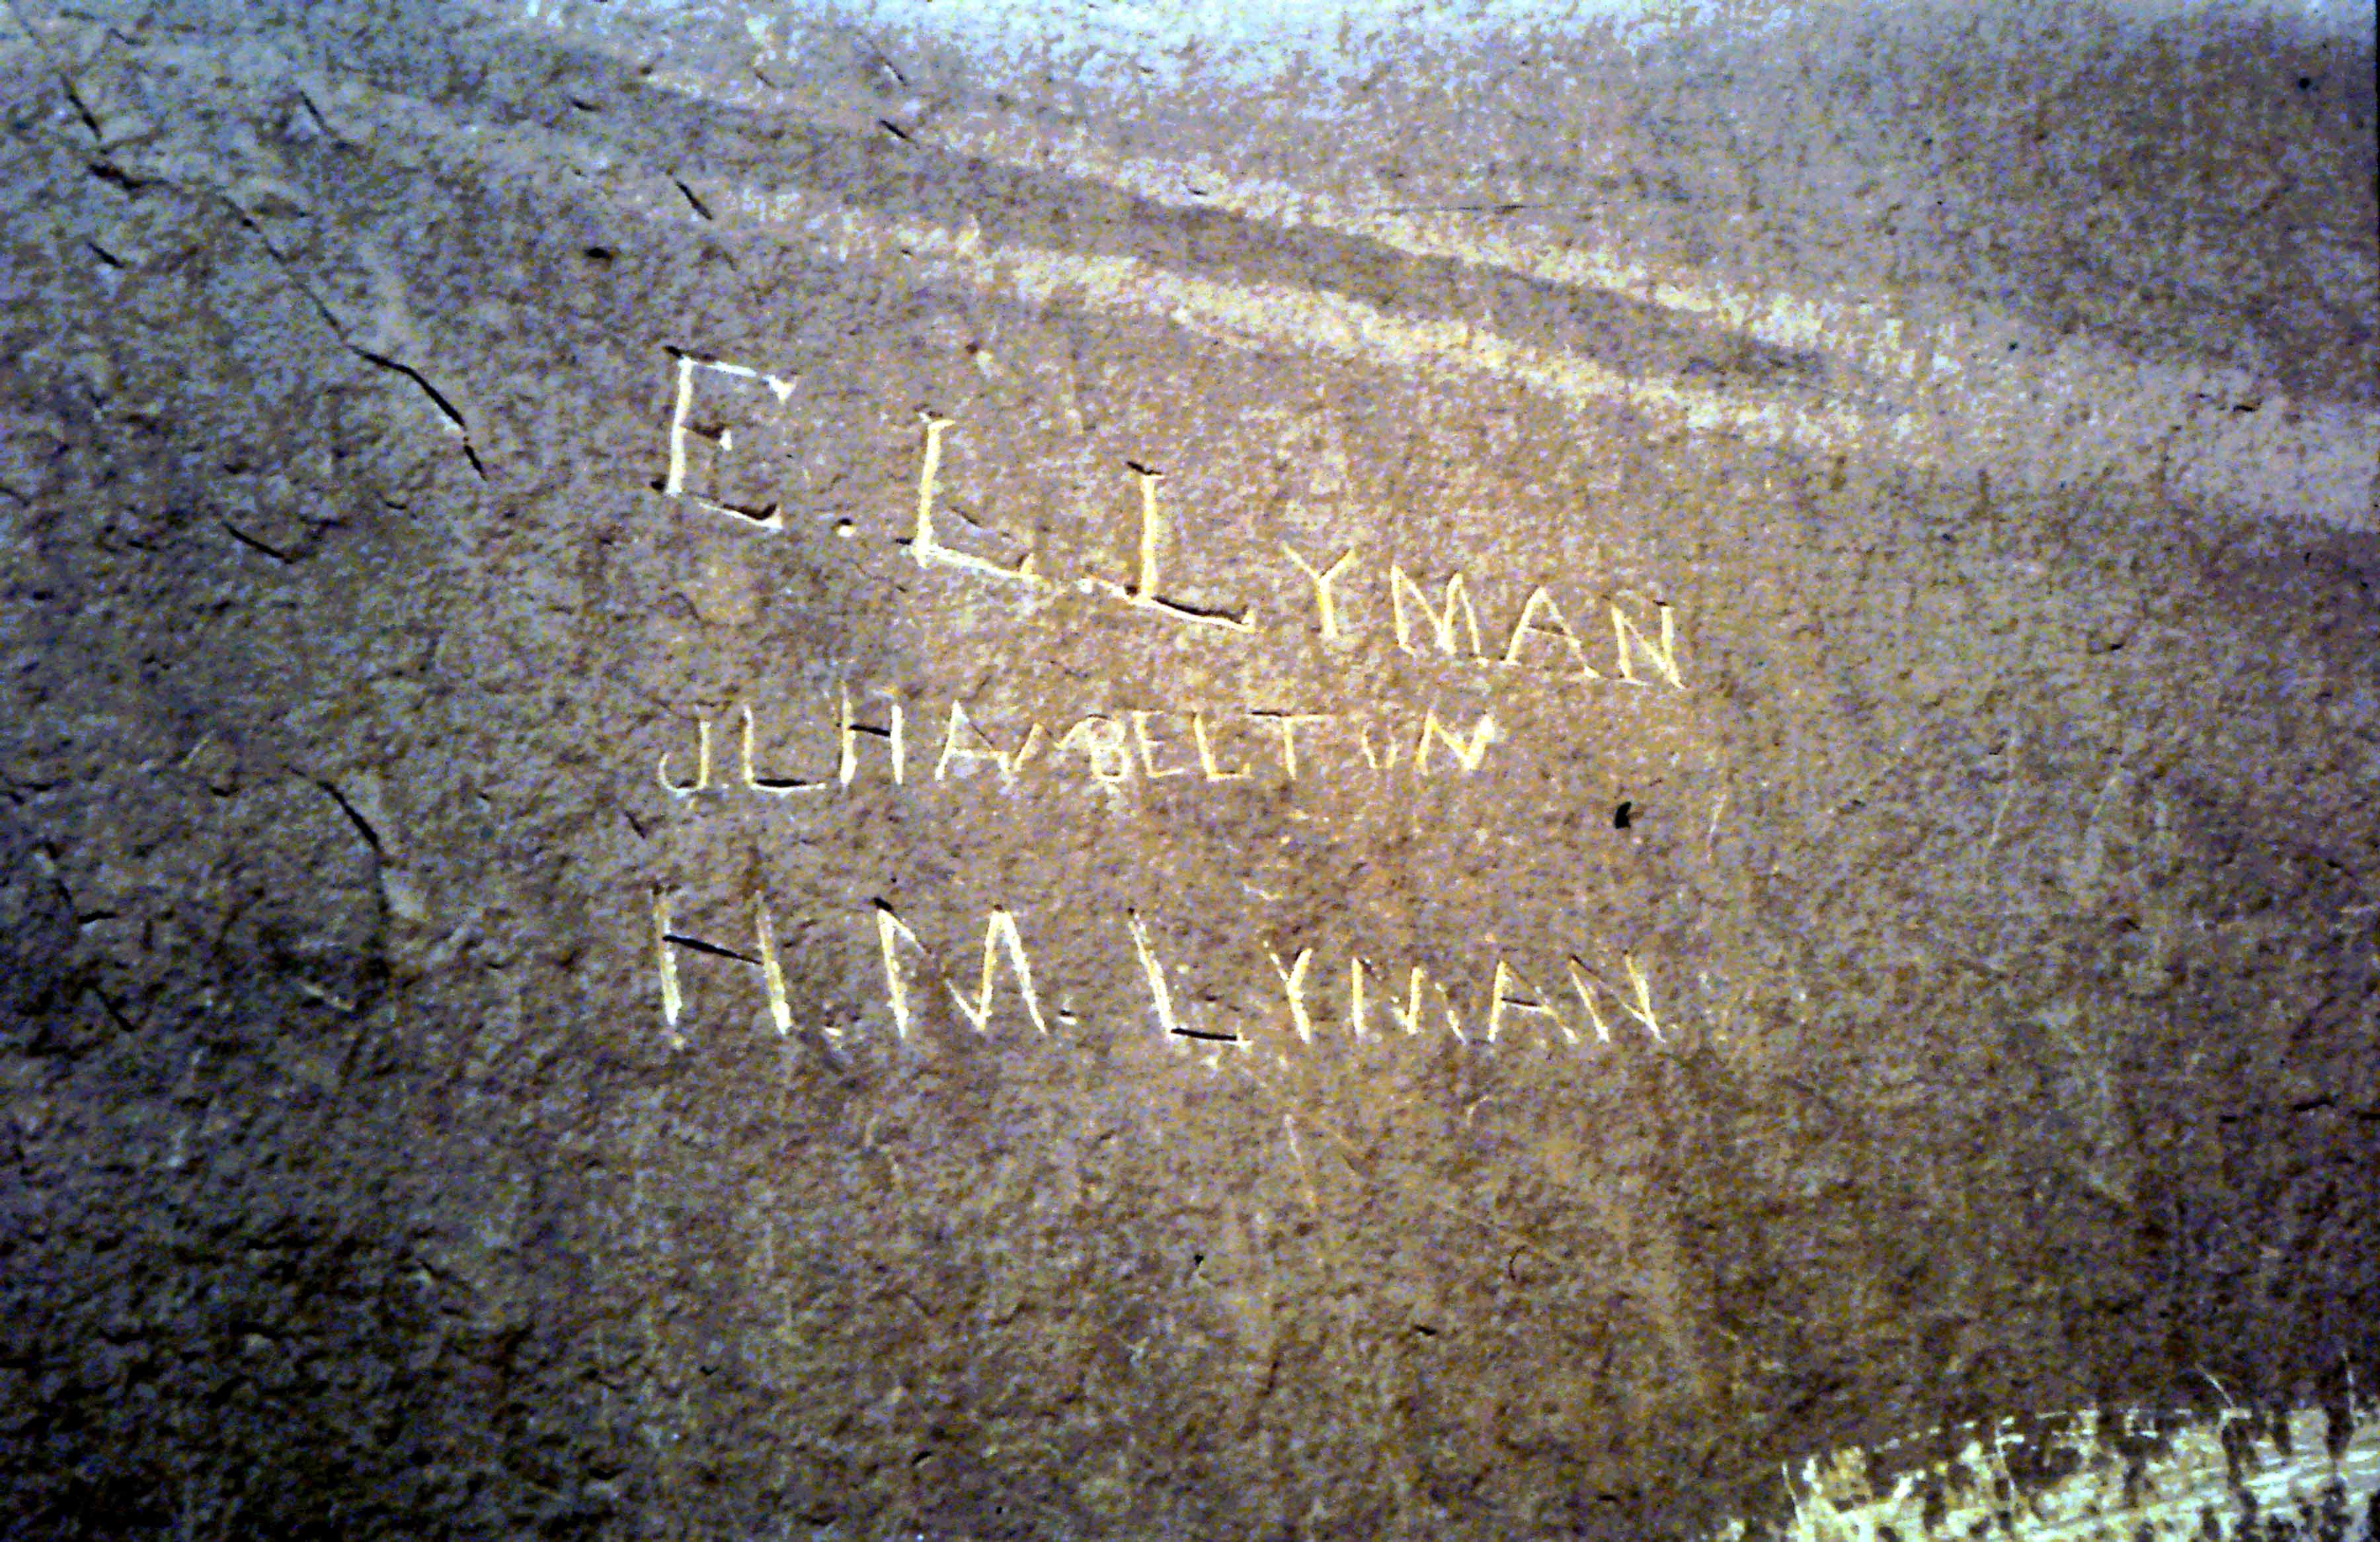 E. L. LYMAN
J. L HAMBELTON
H. M. LYMAN